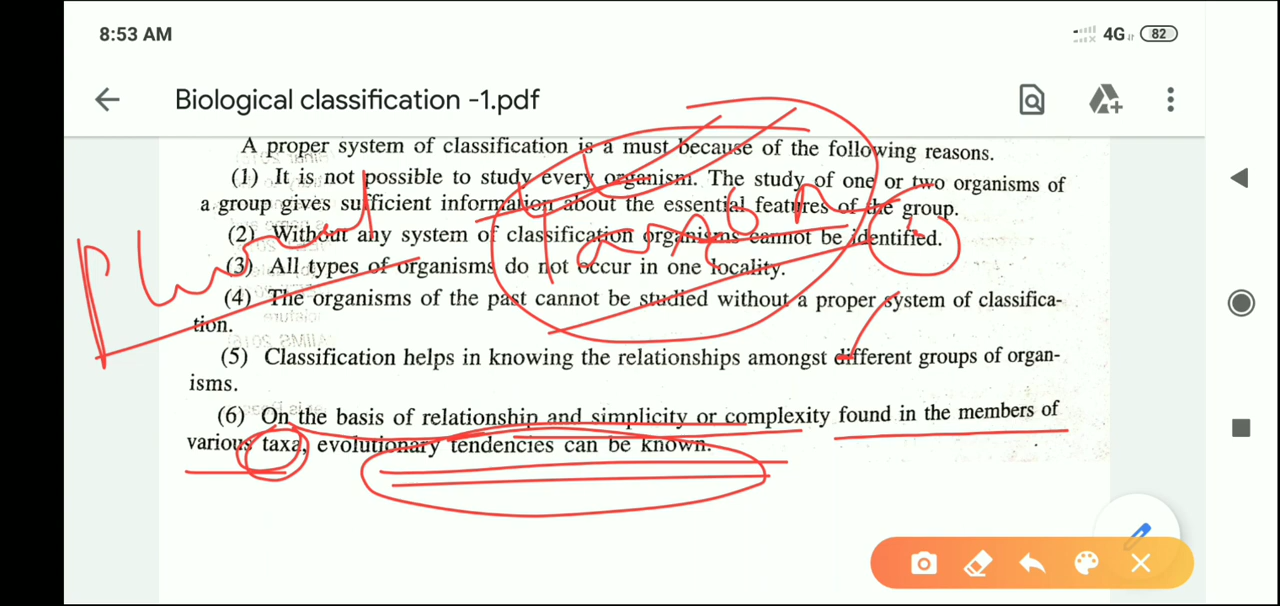 8:53 AM
4G 82
Biological classification -1.pdf
A proper system of classification is a must because of the following reasons.
(1) It is not possible to study every organism. The study of one or two organisms of
a group gives sufficient information about the essential features of the group.
(2) Without any system of classification organisms cannot be identified.
(3) All types of organisms do not occur in one locality.
(4) The organisms of the past cannot be studied without a proper system of classifica-
tion.
(5) Classification helps in knowing the relationships amongst different groups of organ-
isms.
(6) On the basis of relationship and simplicity or complexity found in the members of
various taxa, evolutionary tendencies can be known.
Plural
Taxon